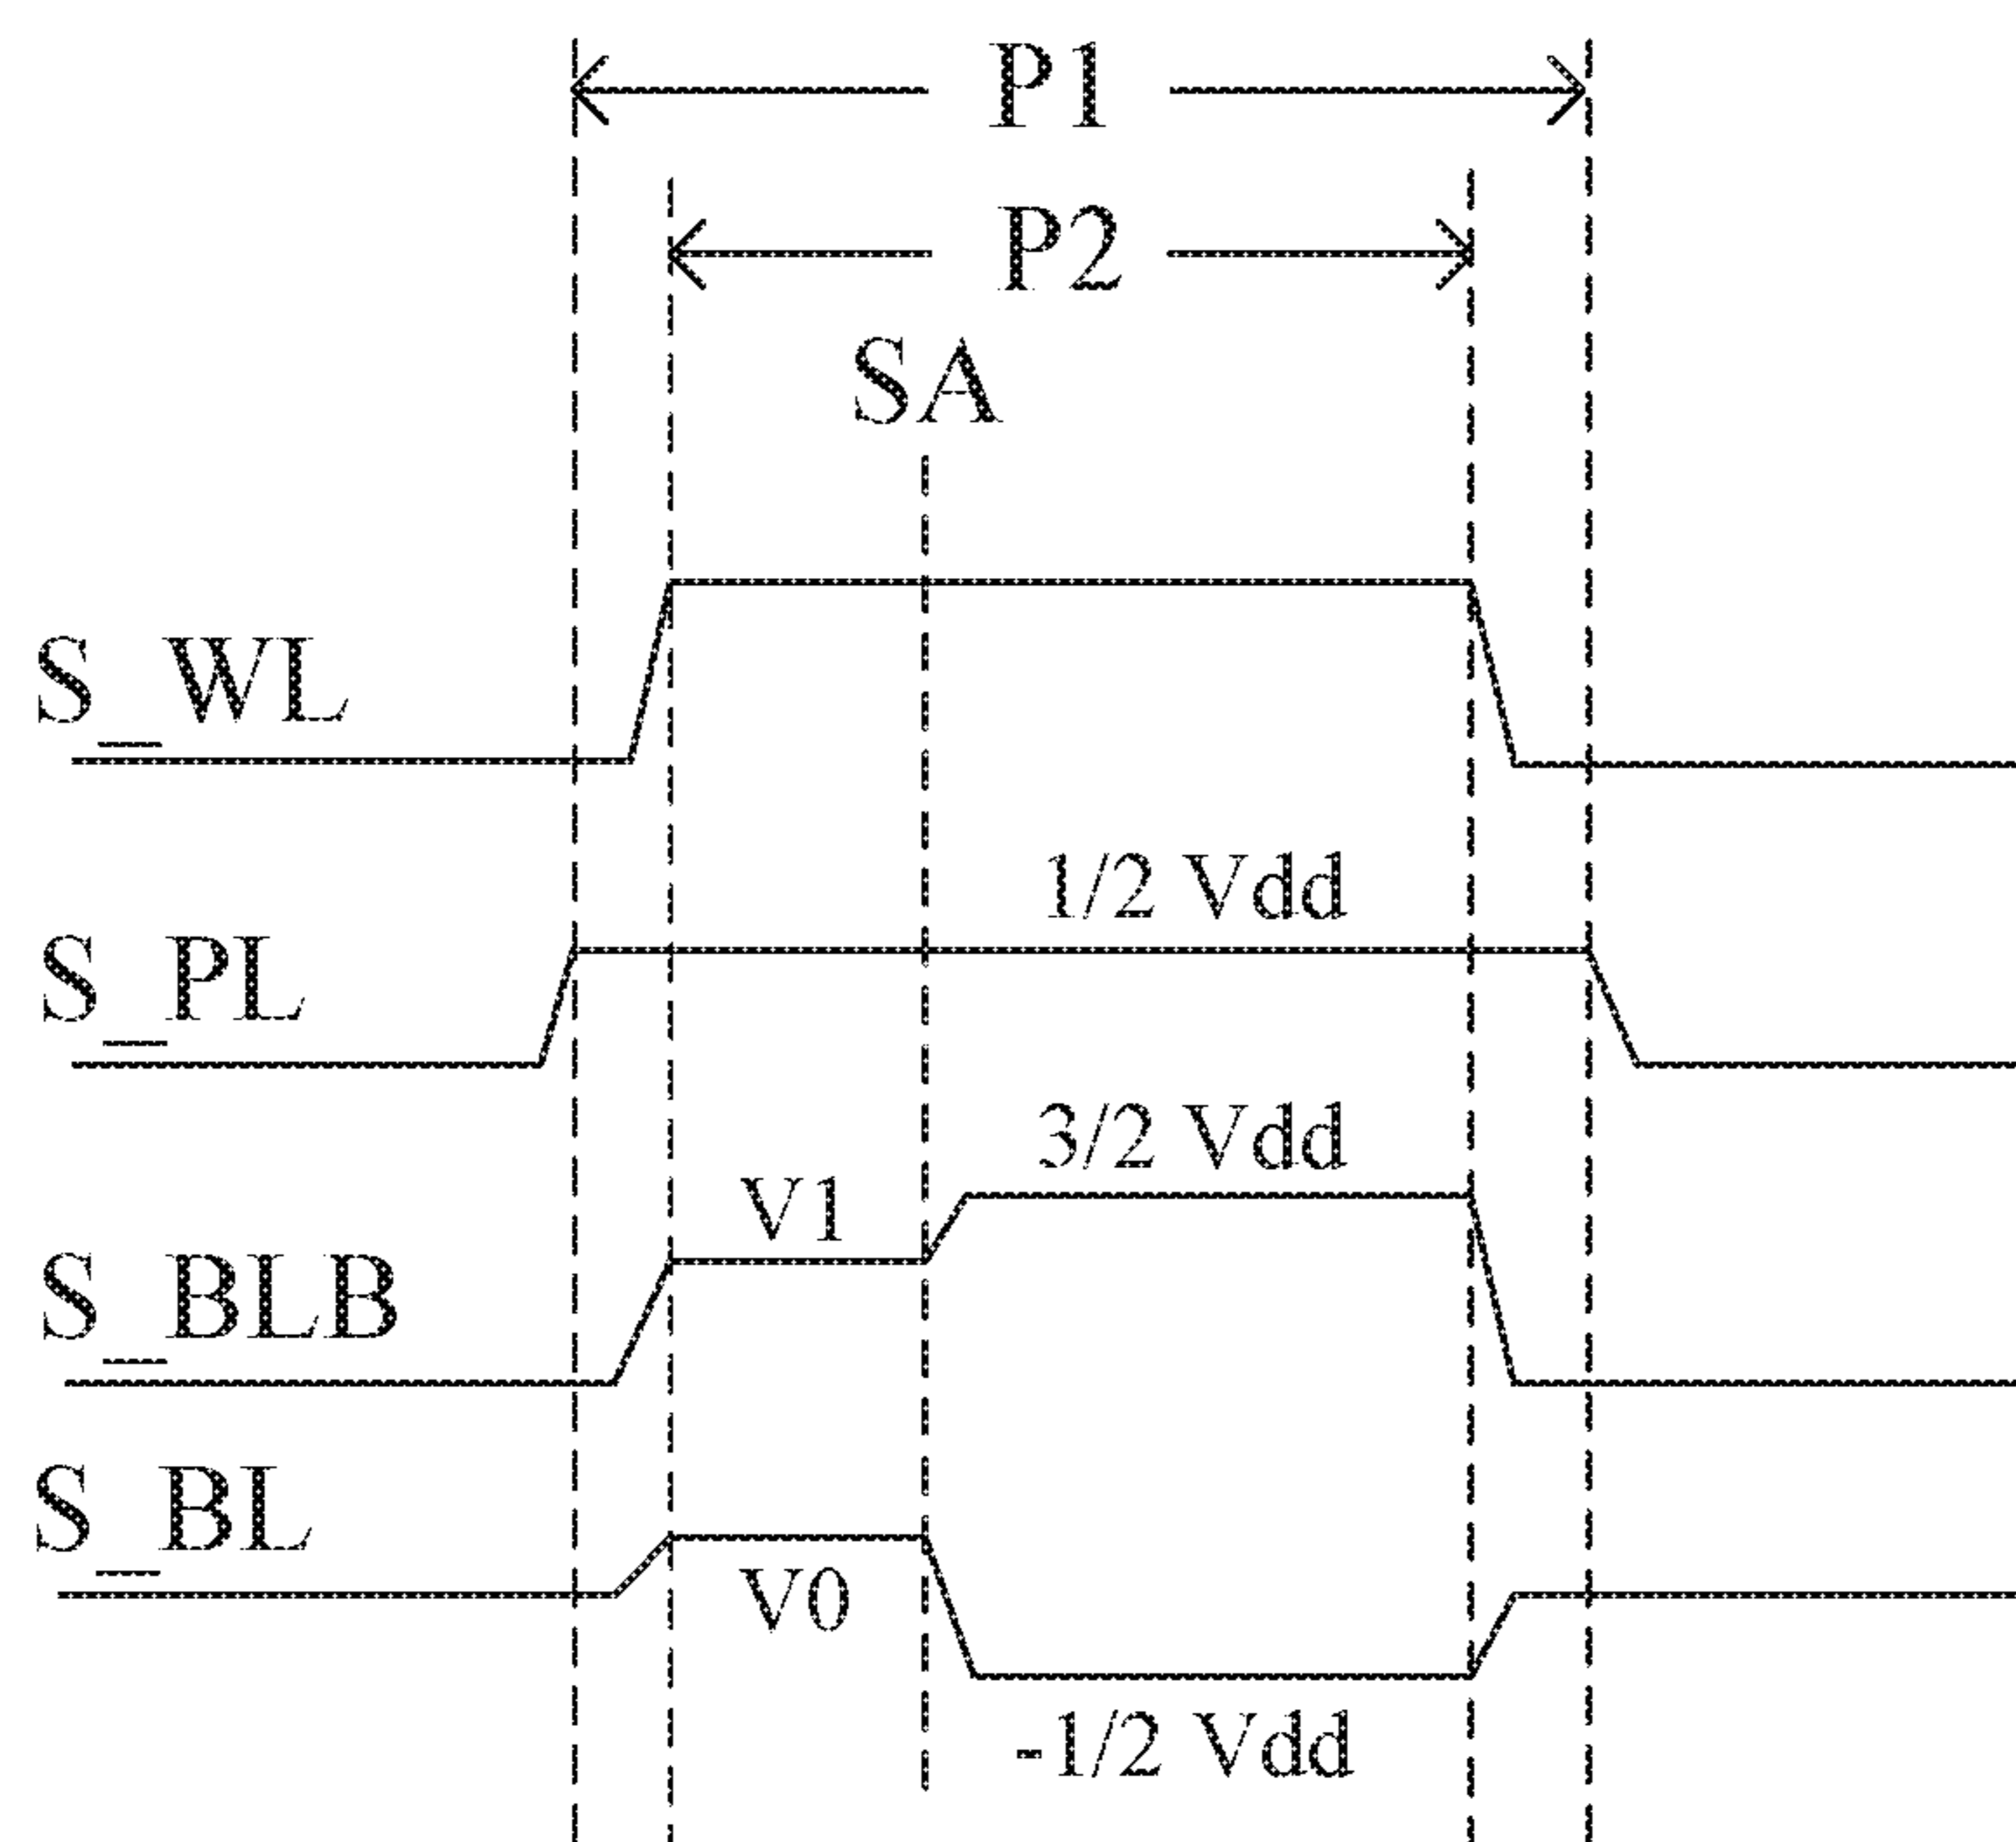 P1
P2
SA
S_WL
1/2 Vdd
S_PL
3/2 Vdd
V1
S_BLB
S_BL
V0
-1/2 Vdd